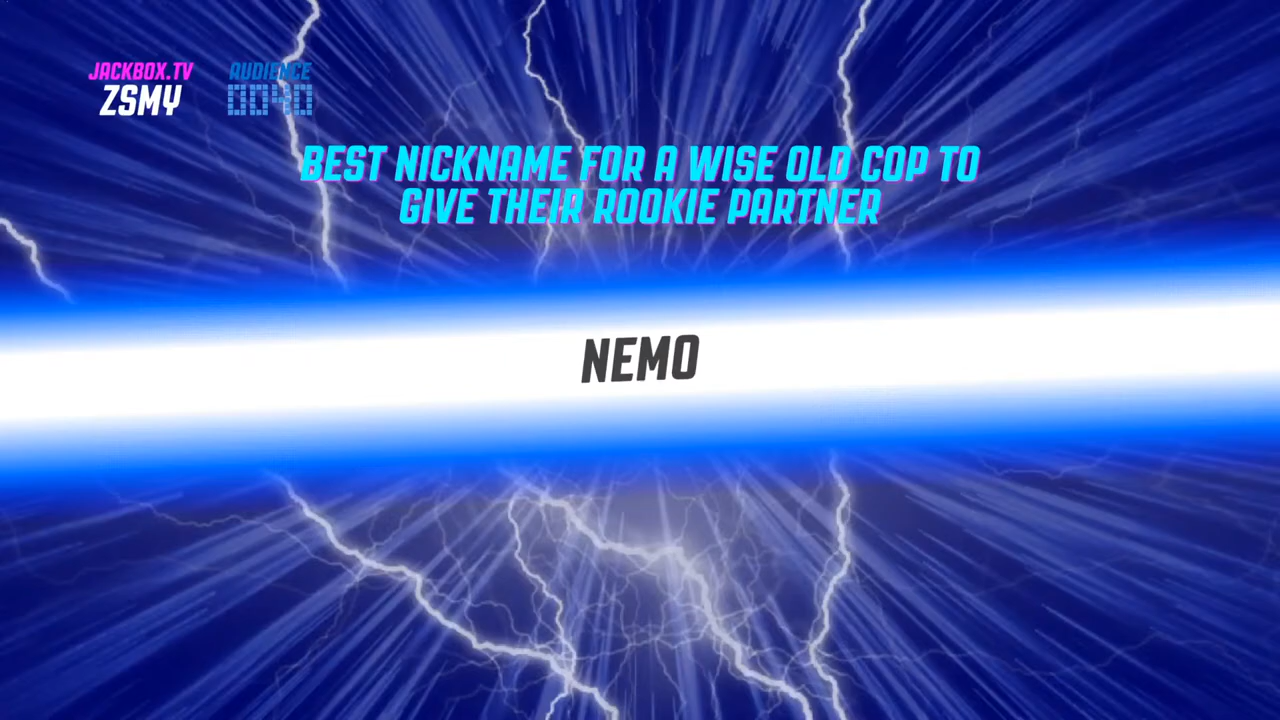 JACKBOX.TV
ZSMY
AUDIENCE
0040
BEST NICKNAME FOR A WISE OLD COP TO
GIVE THEIR ROOKIE PARTNER
NEMO